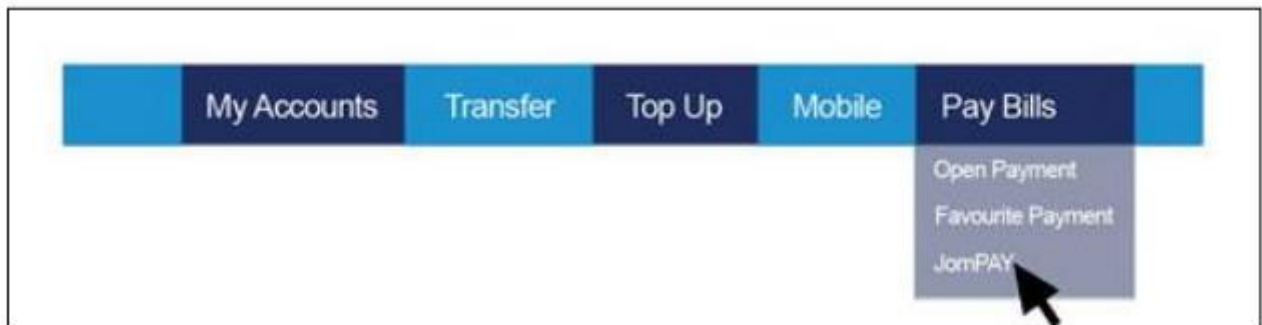 My Accounts Transfer Top Up Mobile Pay Bills
Open Payment
Favourite Payment
JomPAY